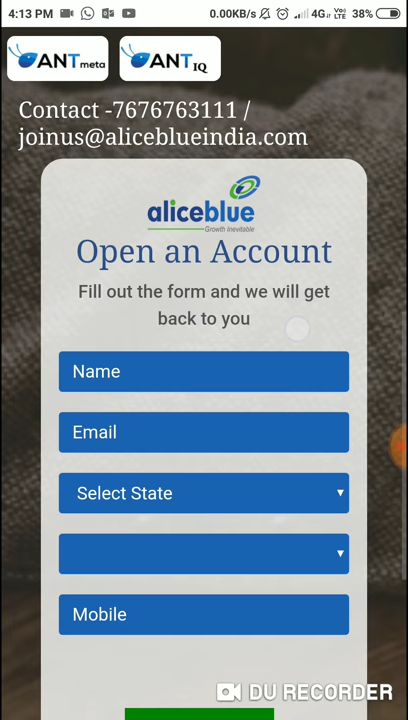 4:13 PM
0.00KB/s
4G
Vo
LTE
38%
ANT meta
ANT IQ
Contact -7676763111 /
joinus@aliceblueindia.com
aliceblue
Growth Inevitable
Open an Account
Fill out the form and we will get
back to you
Name
Email
Select State
Mobile
DU RECORDER